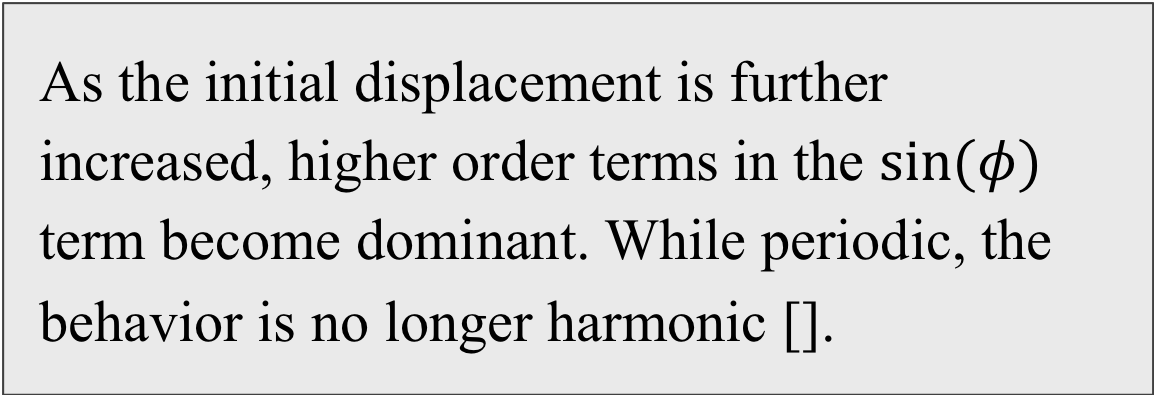 As the initial displacement is further
increased, higher order terms in the sin(ϕ)
term become dominant. While periodic, the
behavior is no longer harmonic [].